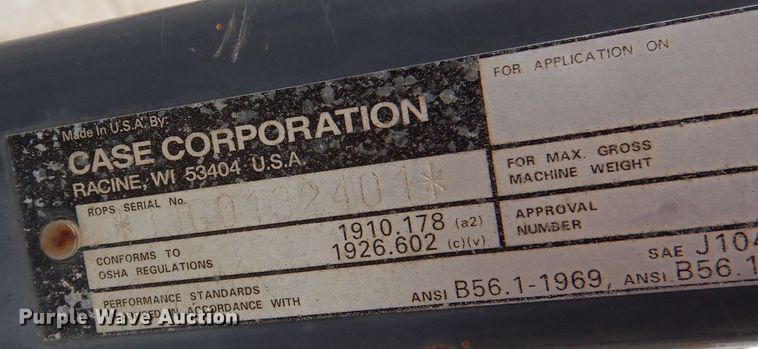 Made In U.S.A. By:
CASE CORPORATION
RACINE, WI 53404 U.S.A.
ROPS SERIAL No.
CONFORMS TO
OSHA REGULATIONS
1910.178 (a2)
1926.602 (c)(v)
PERFORMANCE STANDARDS
IN ACCORDANCE WITH
ANSI B56.1-1969, ANSI B56.1
SAE J104
FOR APPLICATION ON
FOR MAX. GROSS
MACHINE WEIGHT
APPROVAL
NUMBER
Purple Wave Auction